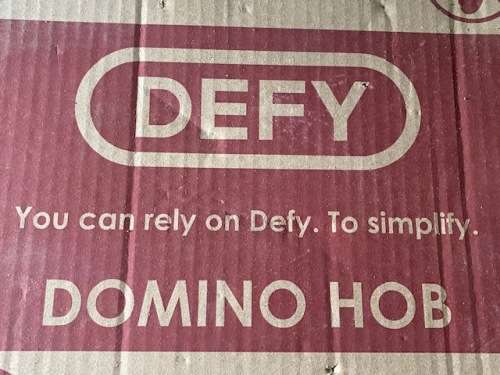 DEFY
You can rely on Defy. To simplify.
DOMINO HOB